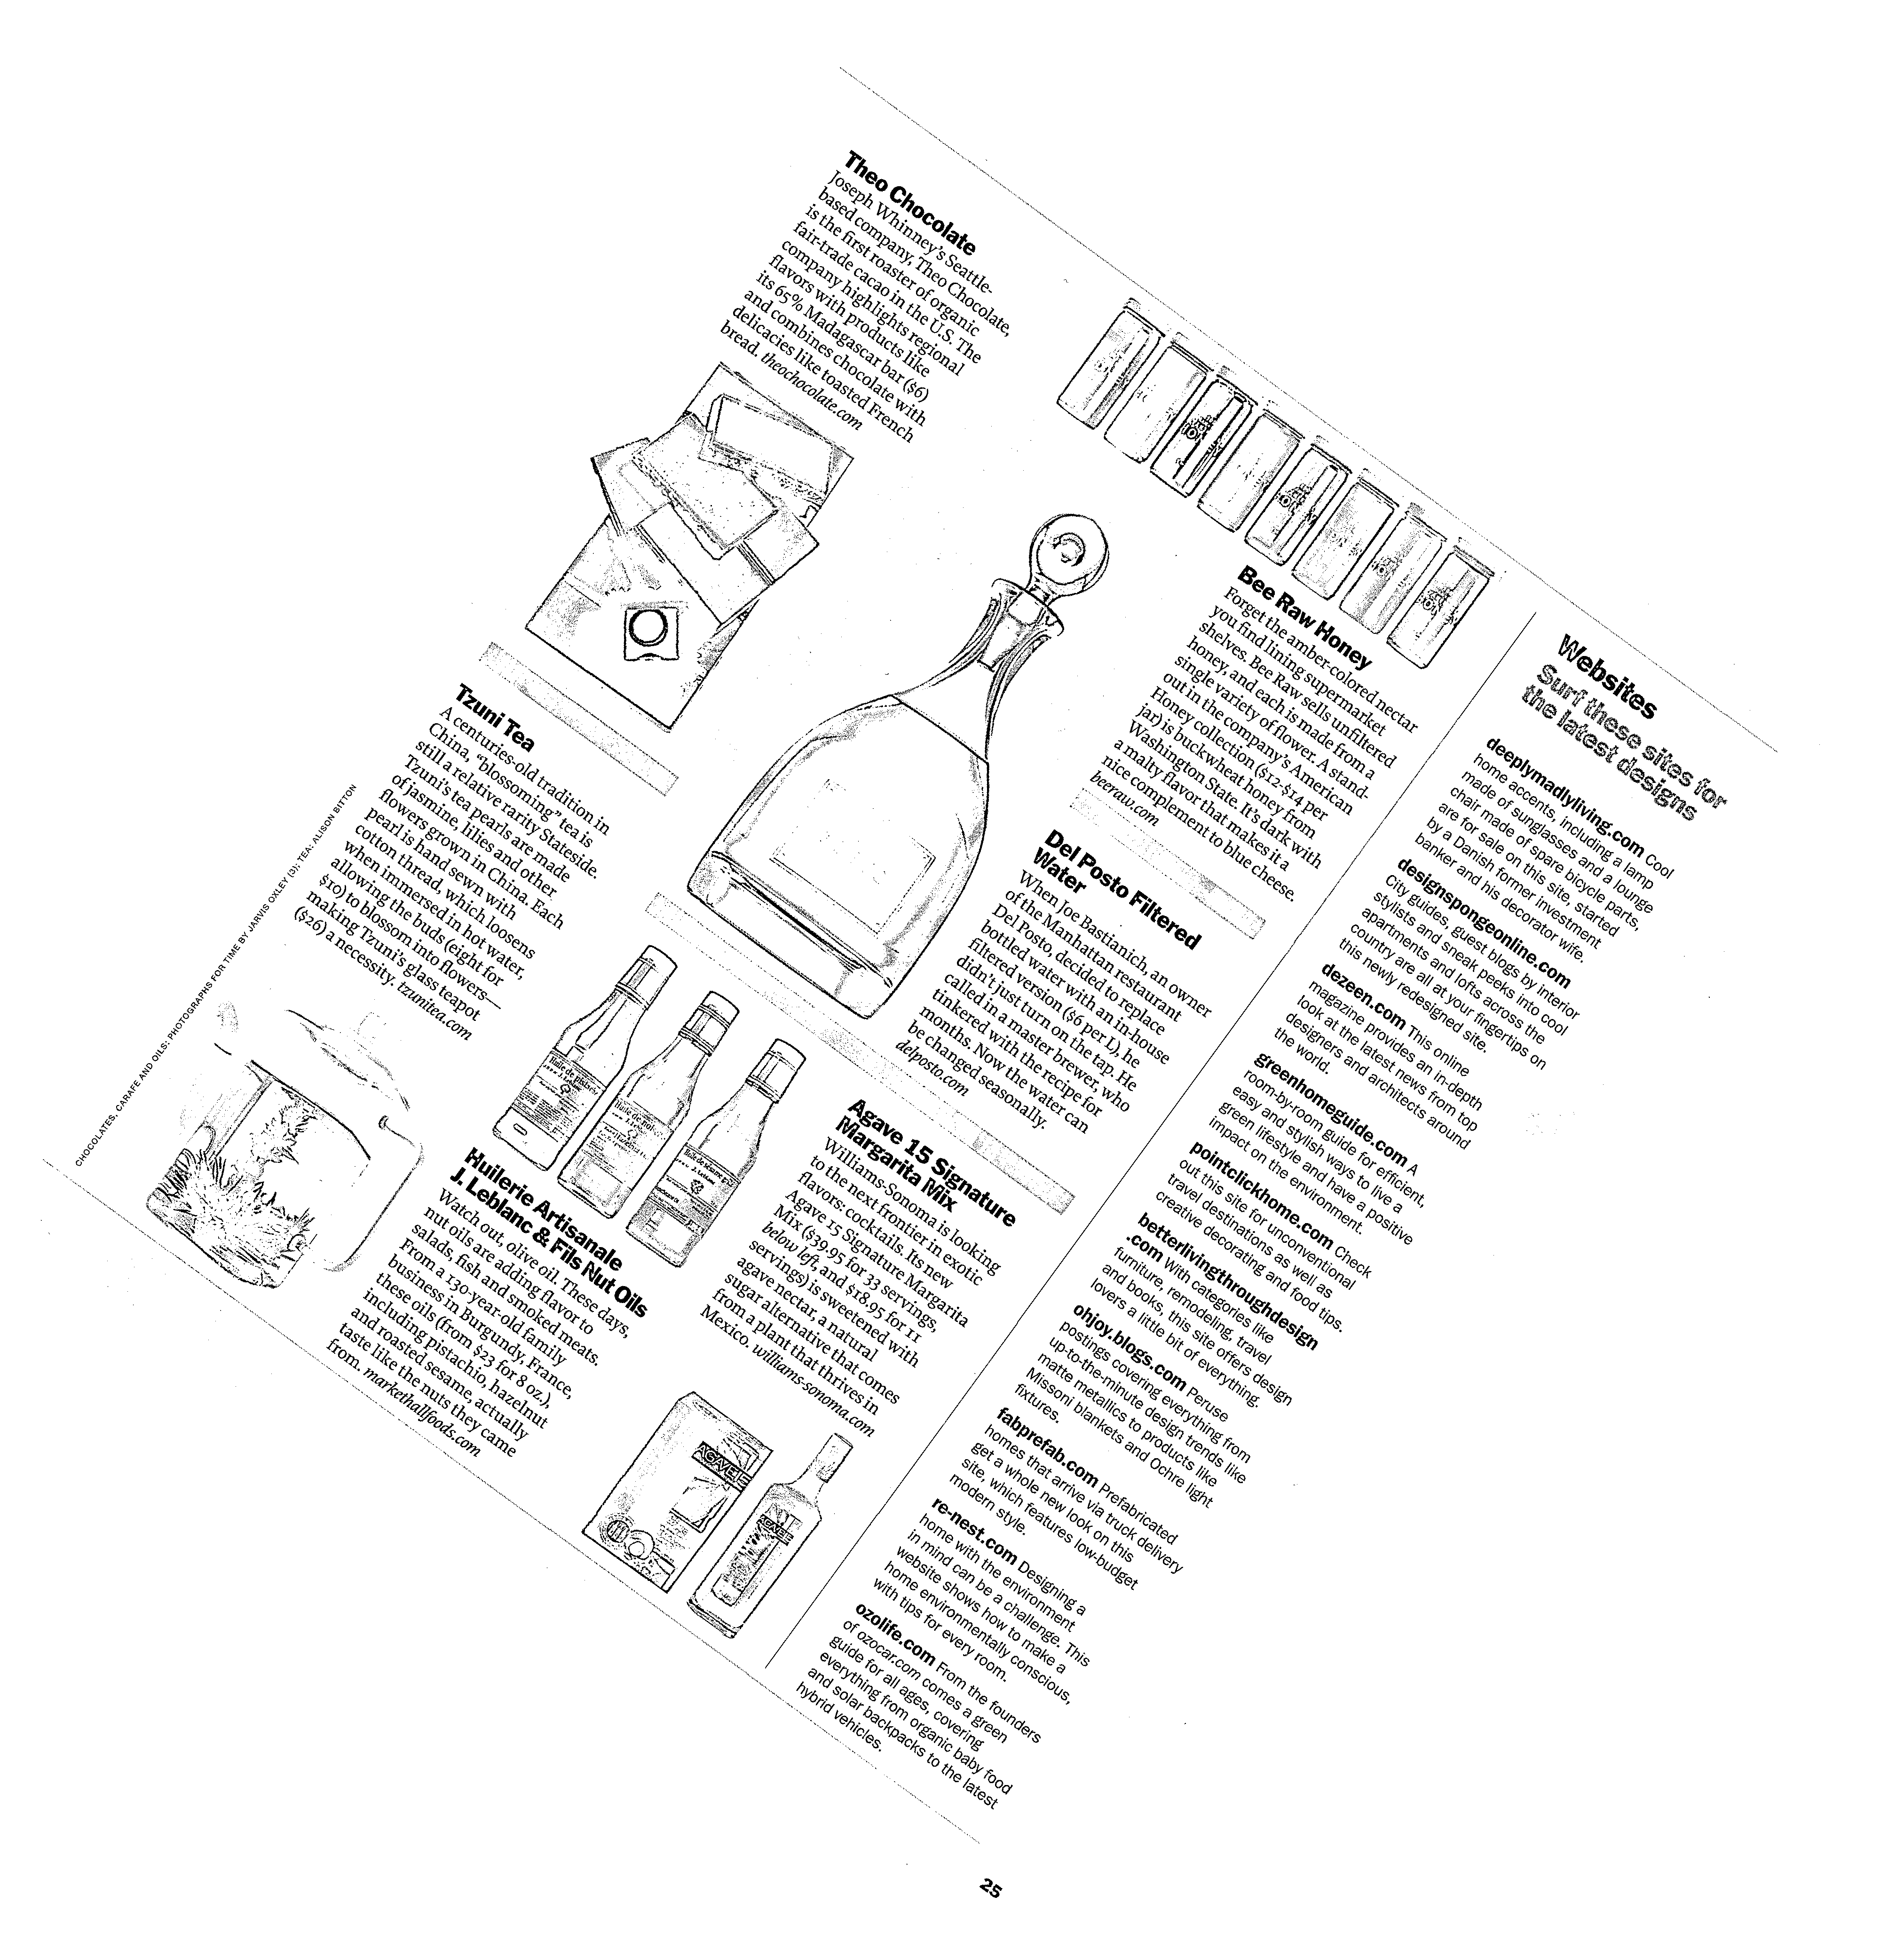 Theo Chocolate
Joseph Whinney's Seattle-
based company, Theo Chocolate,
is the first roaster of organic
fair-trade cacao in the U.S. The
company highlights regional
flavors with products like
its 65% Madagascar bar ($6)
and combines chocolate with
delicacies like toasted French
bread. theochocolate.com
Tzuni Tea
A centuries-old tradition in
China, "blossoming" tea is
still a relative rarity Stateside.
Tzuni's tea pearls are made
of jasmine, lilies and other
flowers grown in China. Each
pearl is hand sewn with
cotton thread, which loosens
when immersed in hot water,
allowing the buds (eight for
$10) to blossom into flowers—
making Tzuni's glass teapot
($26) a necessity. tzunitea.com
CHOCOLATES, CARAFE AND OILS: PHOTOGRAPHS FOR TIME BY JARVIS OXLEY (3); TEA: ALISON BITTON
Bee Raw Honey
Forget the amber-colored nectar
you find lining supermarket
shelves. Bee Raw sells unfiltered
honey, and each is made from a
single variety of flower. A stand-
out in the company's American
Honey collection ($12-$14 per
jar) is buckwheat honey from
Washington State. It's dark with
a malty flavor that makes it a
nice complement to blue cheese.
beeraw.com
Del Posto Filtered
Water
When Joe Bastianich, an owner
of the Manhattan restaurant
Del Posto, decided to replace
bottled water with an in-house
filtered version ($6 per L), he
didn't just turn on the tap. He
called in a master brewer, who
tinkered with the recipe for
months. Now the water can
be changed seasonally.
delposto.com
Huilerie Artisanale
J. Leblanc & Fils Nut Oils
Watch out, olive oil. These days,
nut oils are adding flavor to
salads, fish and smoked meats.
From a 130-year-old family
business in Burgundy, France,
these oils (from $23 for 8 oz.),
including pistachio, hazelnut
and roasted sesame, actually
taste like the nuts they came
from. markethallfoods.com
Agave 15 Signature
Margarita Mix
Williams-Sonoma is looking
to the next frontier in exotic
flavors: cocktails. Its new
Agave 15 Signature Margarita
Mix ($39.95 for 33 servings,
below left, and $18.95 for 11
servings) is sweetened with
agave nectar, a natural
sugar alternative that comes
from a plant that thrives in
Mexico. williams-sonoma.com
Websites
Surf these sites for
the latest designs
deeplymadlyliving.com Cool
home accents, including a lamp
made of sunglasses and a lounge
chair made of spare bicycle parts,
are for sale on this site, started
by a Danish former investment
banker and his decorator wife.
designspongeonline.com
City guides, guest blogs by interior
stylists and sneak peeks into cool
apartments and lofts across the
country are all at your fingertips on
this newly redesigned site.
dezeen.com This online
magazine provides an in-depth
look at the latest news from top
designers and architects around
the world.
greenhomeguide.com A
room-by-room guide for efficient,
easy and stylish ways to live a
green lifestyle and have a positive
impact on the environment.
pointclickhome.com Check
out this site for unconventional
travel destinations as well as
creative decorating and food tips.
betterlivingthroughdesign
.com With categories like
furniture, remodeling, travel
and books, this site offers design
lovers a little bit of everything.
ohjoy.blogs.com Peruse
postings covering everything from
up-to-the-minute design trends like
matte metallics to products like
Missoni blankets and Ochre light
fixtures.
fabprefab.com Prefabricated
homes that arrive via truck delivery
get a whole new look on this
site, which features low-budget
modern style.
re-nest.com Designing a
home with the environment
in mind can be a challenge. This
website shows how to make a
home environmentally conscious,
with tips for every room.
ozolife.com From the founders
of ozocar.com comes a green
guide for all ages, covering
everything from organic baby food
and solar backpacks to the latest
hybrid vehicles.
25